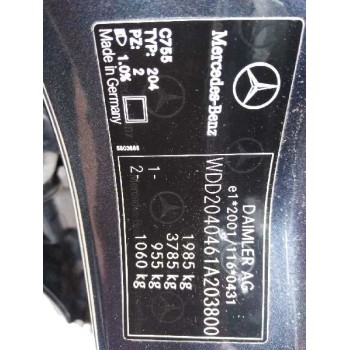 DAIMLER AG
e1*2001/116*0431
WDD2040461A203800
1985 kg
3785 kg
1- 955 kg
2- 1060 kg
Mercedes-Benz
C755
TYP: 204
PZ: 2
1.0%
Made in Germany